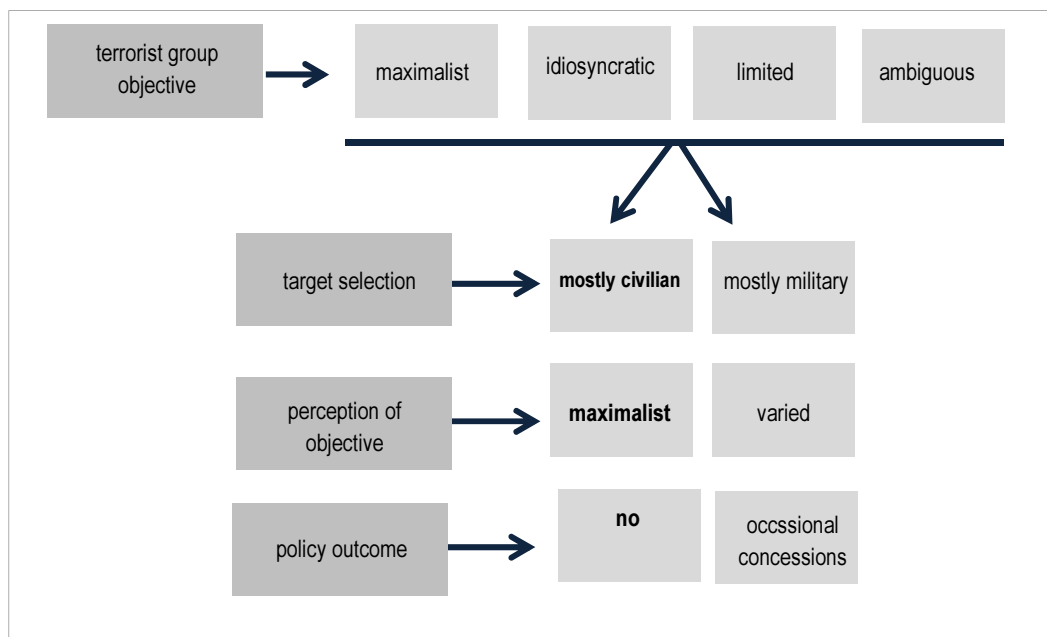 terrorist group
objective
maximalist
idiosyncratic
limited
ambiguous
target selection
mostly civilian
mostly military
perception of
objective
maximalist
varied
policy outcome
no
occssional
concessions